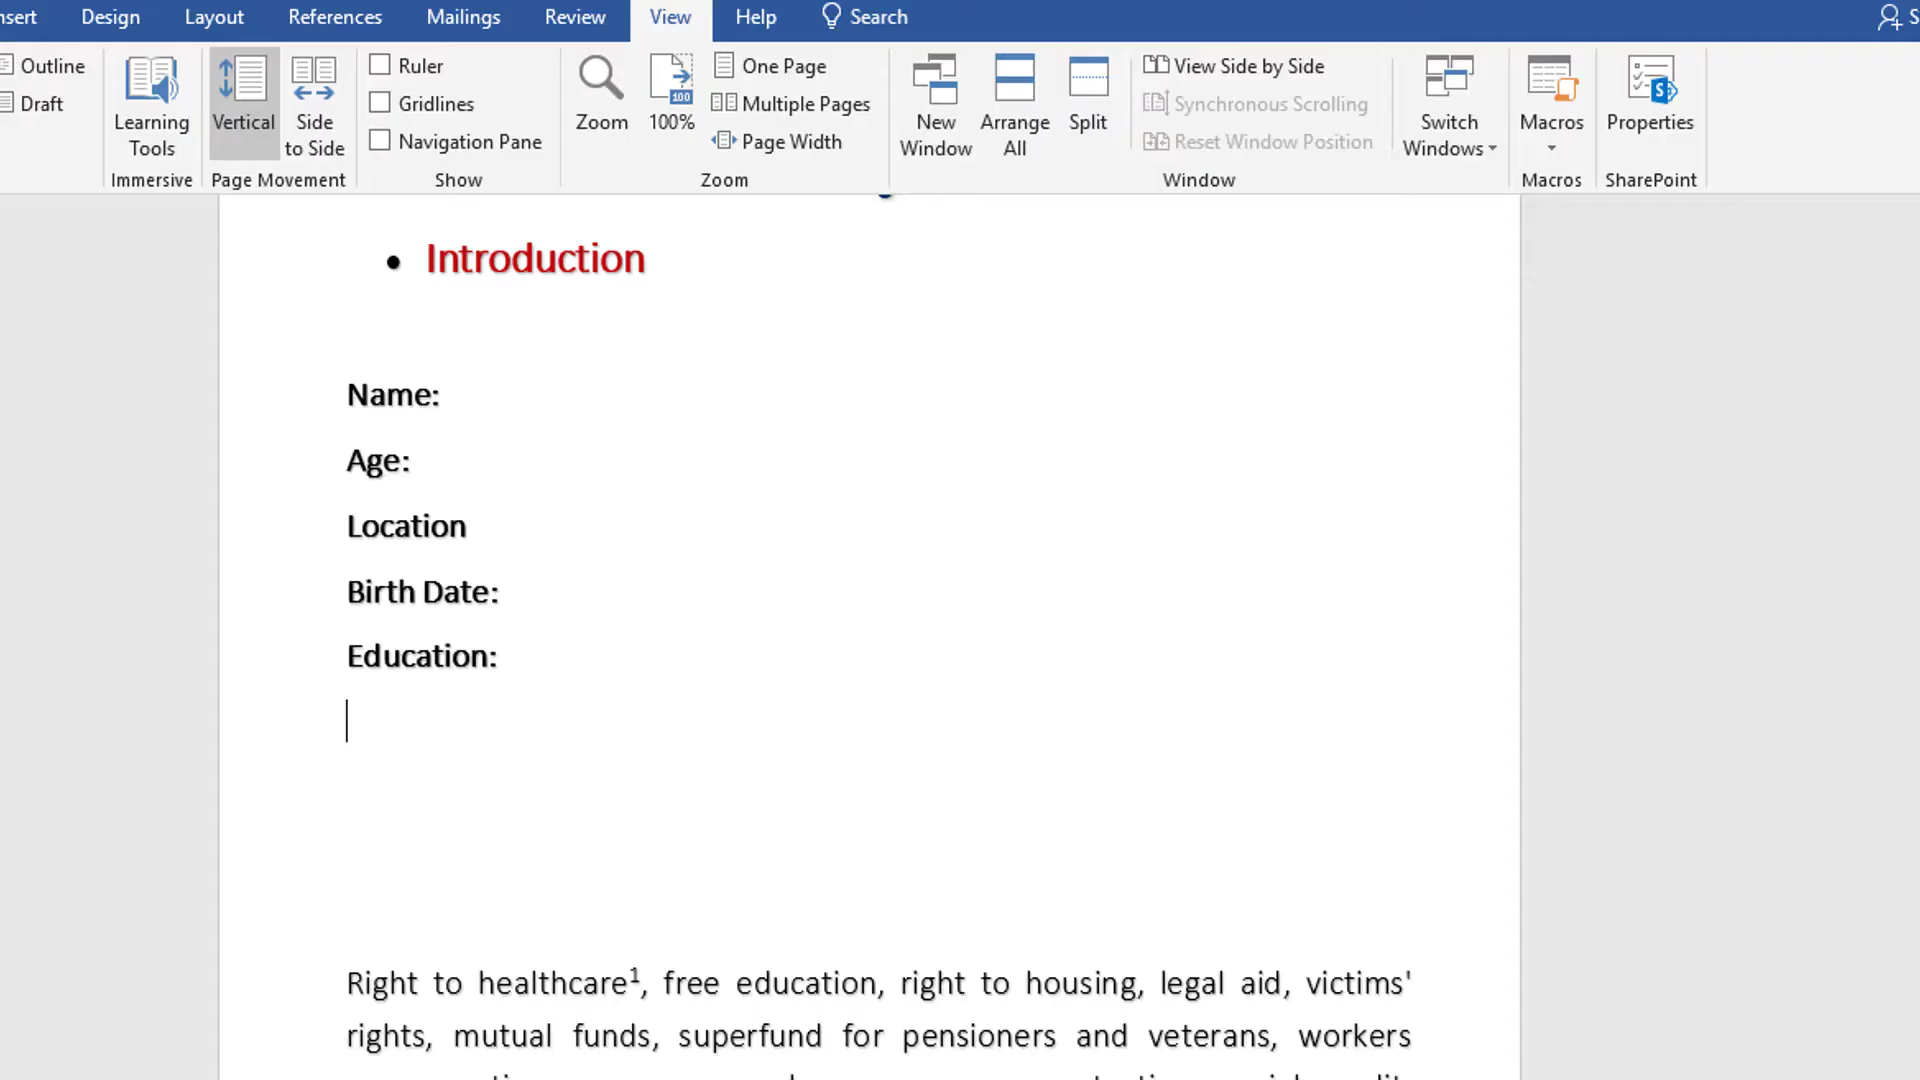 nsert Design Layout References Mailings Review View Help Search S
Outline
Draft
Learning Tools
Immersive
Vertical
Side to Side
Page Movement
Ruler
Gridlines
Navigation Pane
Show
Zoom
100
100%
One Page
Multiple Pages
Page Width
Zoom
New Window
Arrange All
Split
View Side by Side
Synchronous Scrolling
Reset Window Position
Switch Windows
Window
Macros
Macros
S
Properties
SharePoint
• Introduction
Name:
Age:
Location
Birth Date:
Education:
Right to healthcare¹, free education, right to housing, legal aid, victims'
rights, mutual funds, superfund for pensioners and veterans, workers